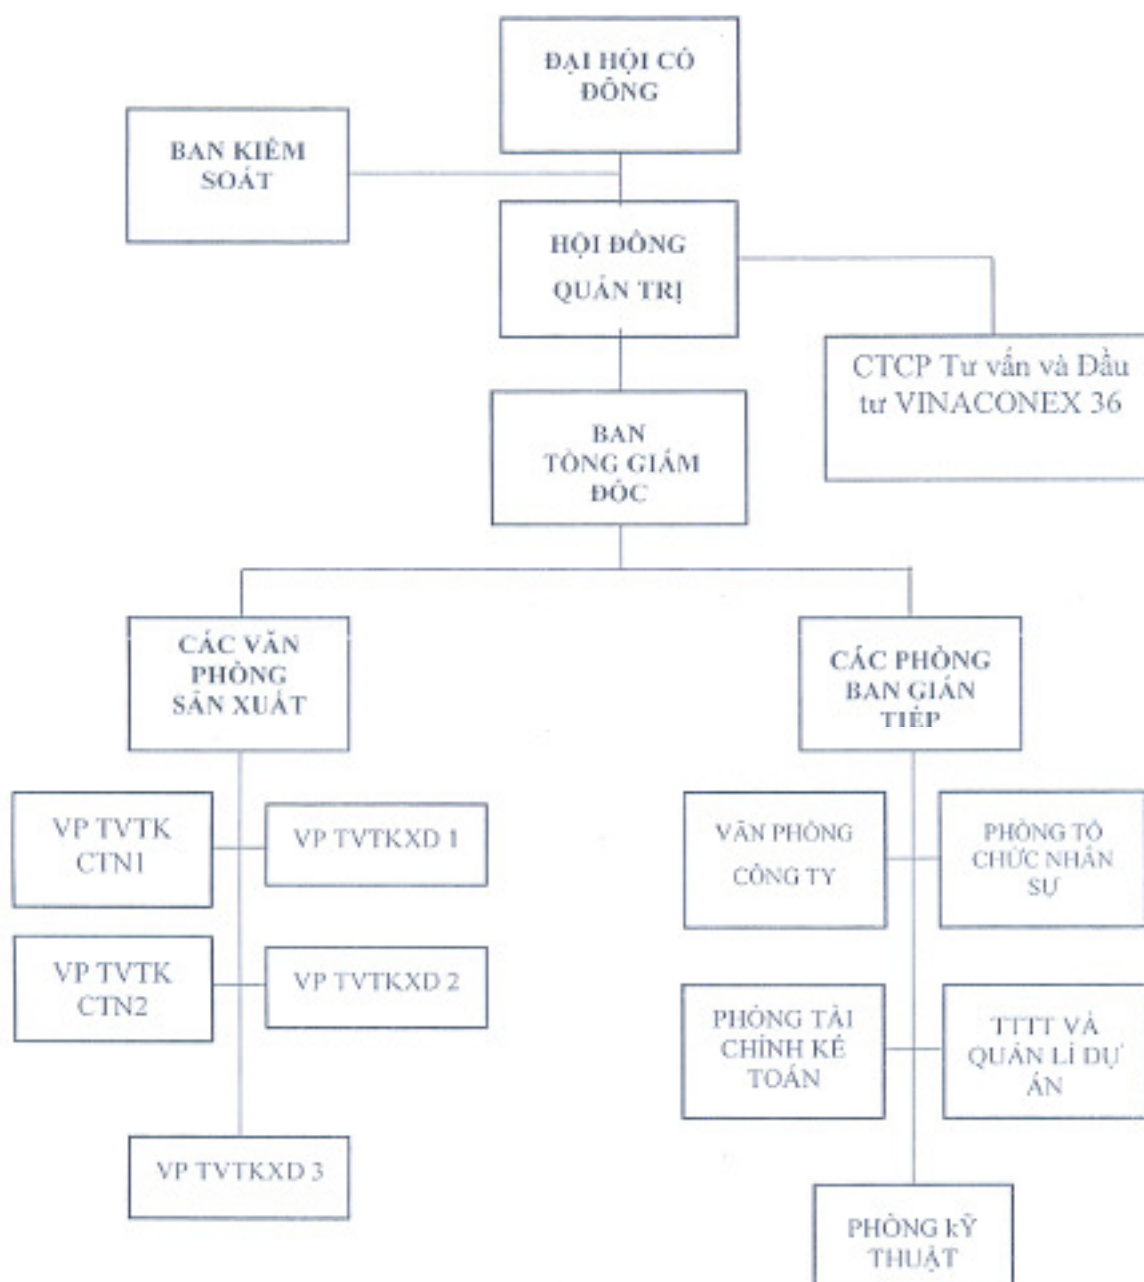 ĐẠI HỘI CỔ
ĐÔNG
BAN KIỂM
SOÁT
HỘI ĐỒNG
QUẢN TRỊ
CTCP Tư vấn và Đầu
tư VINACONEX 36
BAN
TỔNG GIÁM
ĐỐC
CÁC VĂN
PHÒNG
SẢN XUẤT
CÁC PHÒNG
BAN GIÁN
TIẾP
VP TVTK
CTN1
VP TVTKXD 1
VĂN PHÒNG
CÔNG TY
PHÒNG TỔ
CHỨC NHÂN
SỰ
VP TVTK
CTN2
VP TVTKXD 2
PHÒNG TÀI
CHÍNH KẾ
TOÁN
TTTT VÀ
QUẢN LÍ DỰ
ÁN
VP TVTKXD 3
PHÒNG kỸ
THUẬT